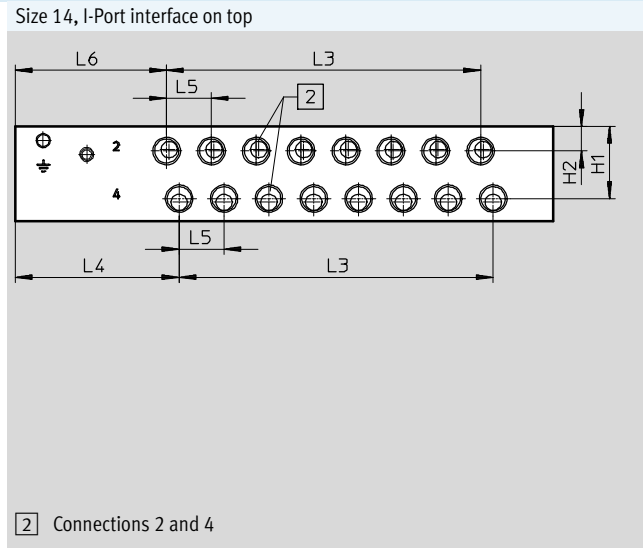 Size 14, I-Port interface on top
L6
L3
L5
2
2
4
H2
H1
L5
L4
L3
2 Connections 2 and 4